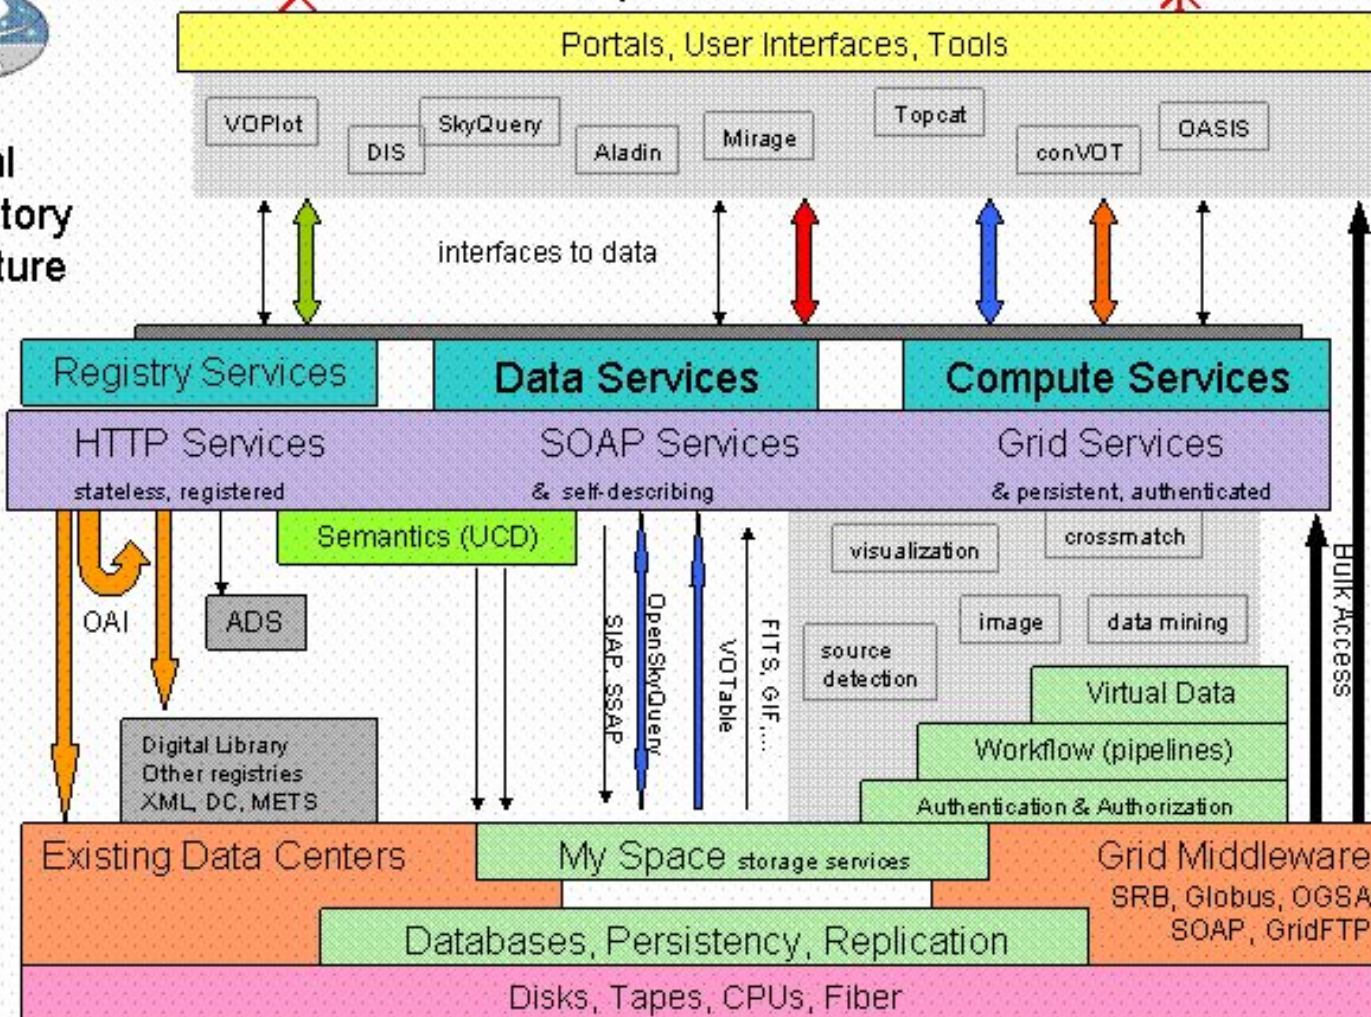 Portals, User Interfaces, Tools
VOPlot
DIS
SkyQuery
Aladin
Mirage
Topcat
conVOT
OASIS
al
tory
ture
interfaces to data
Registry Services
Data Services
Compute Services
HTTP Services
SOAP Services
Grid Services
stateless, registered
& self-describing
& persistent, authenticated
Semantics (UCD)
OAI
ADS
SIAP, SSAP
OpenSkyQuery
VOTable
FITS, GIF,...
visualization
crossmatch
image
data mining
source
detection
Bulk Access
Virtual Data
Workflow (pipelines)
Authentication & Authorization
Digital Library
Other registries
XML, DC, METS
Existing Data Centers
My Space storage services
Grid Middleware
SRB, Globus, OGSA
SOAP, GridFTP
Databases, Persistency, Replication
Disks, Tapes, CPUs, Fiber